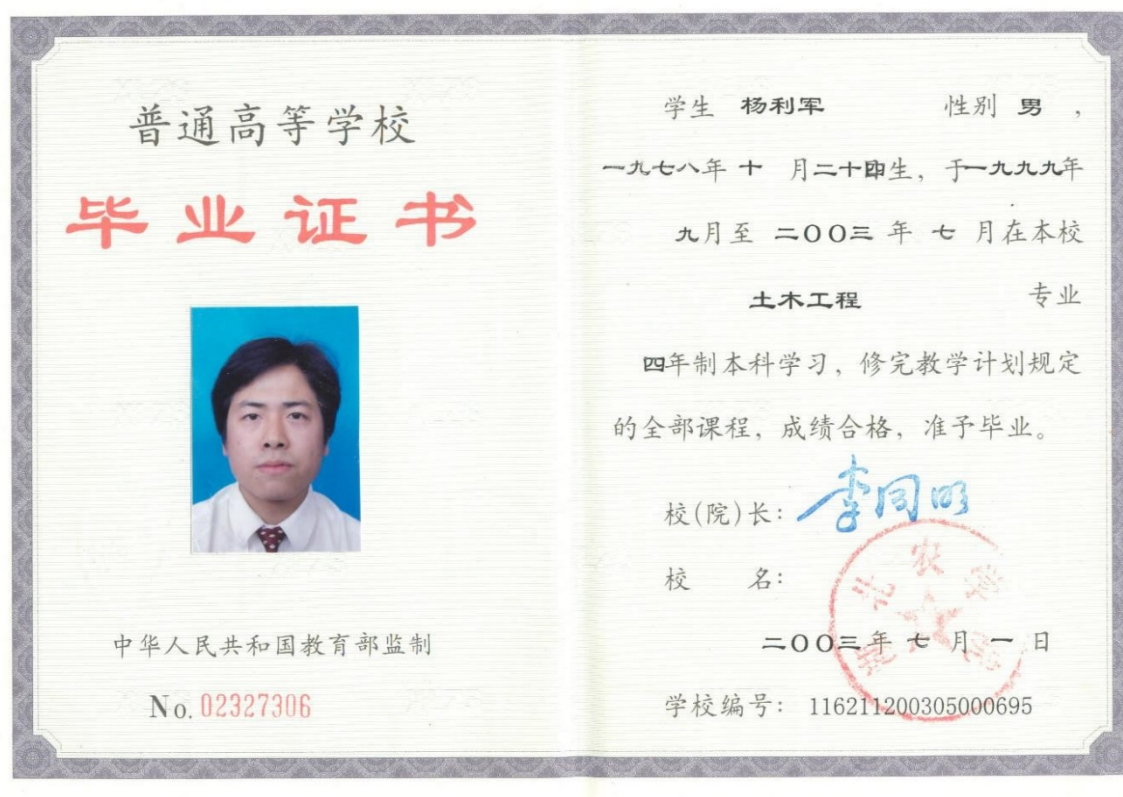 普通高等学校
毕业证书
中华人民共和国教育部监制
No. 02327306
学生 杨利军 性别 男 ,
一九七八年 十 月二十四生, 于一九九九年
九月至 二〇〇三 年 七 月在本校
土木工程 专业
四年制本科学习, 修完教学计划规定
的全部课程, 成绩合格, 准予毕业。
校(院)长: 李同明
校 名:
北农
二〇〇三年 七 月 一 日
学校编号: 116211200305000695